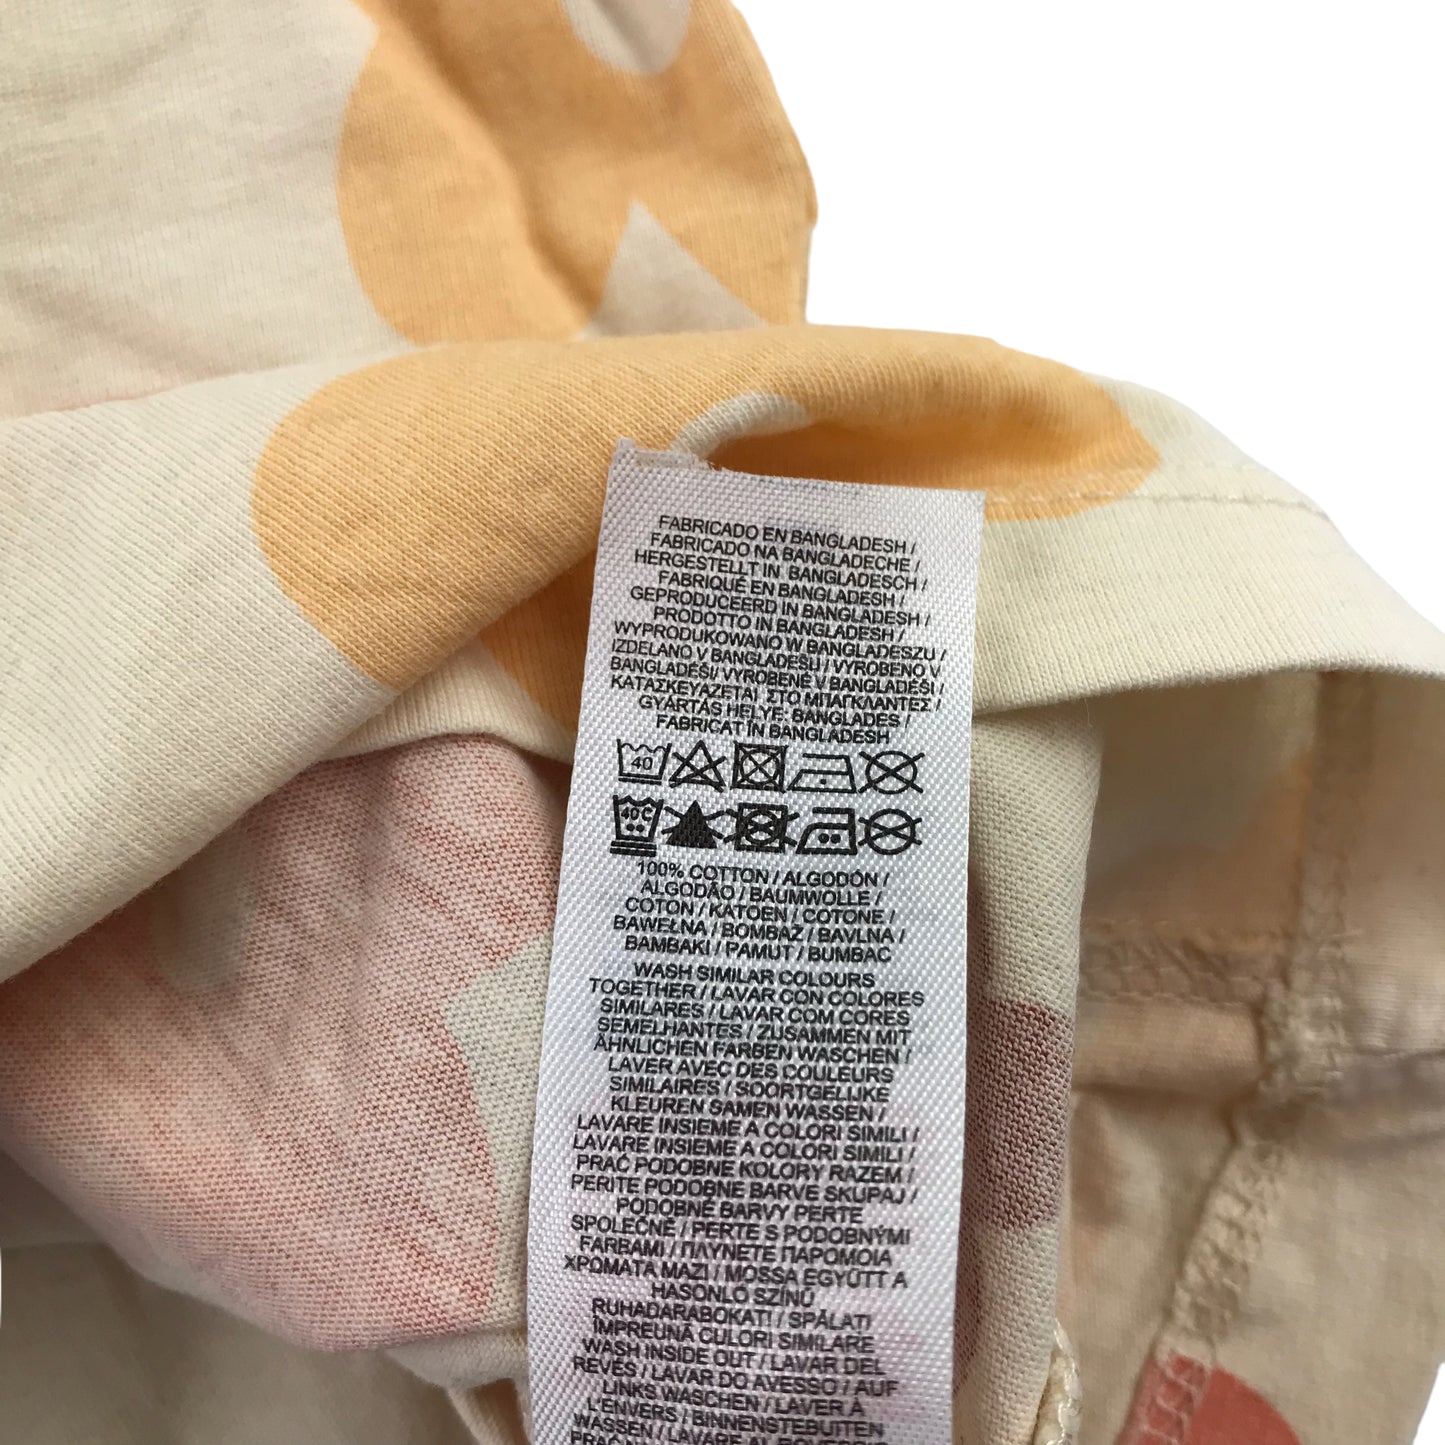 FABRICADO EN BANGLADESH /
FABRICADO NA BANGLADECHE /
HERGESTELLT IN BANGLADESCH /
FABRIQUÉ EN BANGLADESH /
GEPRODUCEERD IN BANGLADESH /
PRODOTTO IN BANGLADESH /
WYPRODUKOWANO W BANGLADESZU /
IZDELANO V BANGLADEŠU / VYROBENO V
BANGLADÉŠI/ VYROBENÉ V BANGLADÉŠI /
ΚΑΤΑΣΚΕΥΑΖΕΤΑΙ ΣΤΟ ΜΠΑΓΚΛΑΝΤΕΣ /
GYÁRTÁS HELYE: BANGLADES /
FABRICAT ÎN BANGLADESH
40
40 C
100% COTTON / ALGODÓN /
ALGODÃO / BAUMWOLLE /
COTON / KATOEN / COTONE /
BAWEŁNA / BOMBAŽ / BAVLNA /
BAMBAKI / PAMUT / BUMBAC
WASH SIMILAR COLOURS
TOGETHER / LAVAR CON COLORES
SIMILARES / LAVAR COM CORES
SEMELHANTES / ZUSAMMEN MIT
ÄHNLICHEN FARBEN WASCHEN /
LAVER AVEC DES COULEURS
SIMILAIRES / SOORTGELIJKE
KLEUREN SAMEN WASSEN /
LAVARE INSIEME A COLORI SIMILI /
LAVARE INSIEME A COLORI SIMILI /
PRAĆ PODOBNE KOLORY RAZEM /
PERITE PODOBNE BARVE SKUPAJ /
PODOBNÉ BARVY PERTE
SPOLEČNĚ / PERTE S PODOBNÝMI
FARBAMI / ΠΛΥΝΕΤΕ ΠΑΡΟΜΟΙΑ
ΧΡΩΜΑΤΑ ΜΑΖΙ / MOSSA EGYÜTT A
HASONLÓ SZÍNŰ
RUHADARABOKAT! / SPĂLAȚI
ÎMPREUNĂ CULORI SIMILARE
WASH INSIDE OUT / LAVAR DEL
REVÉS / LAVAR DO AVESSO / AUF
LINKS WASCHEN / LAVER À
L'ENVERS / BINNENSTEBUITEN
WASSEN / LAVARE AL ROVESCIO
PRAĆ